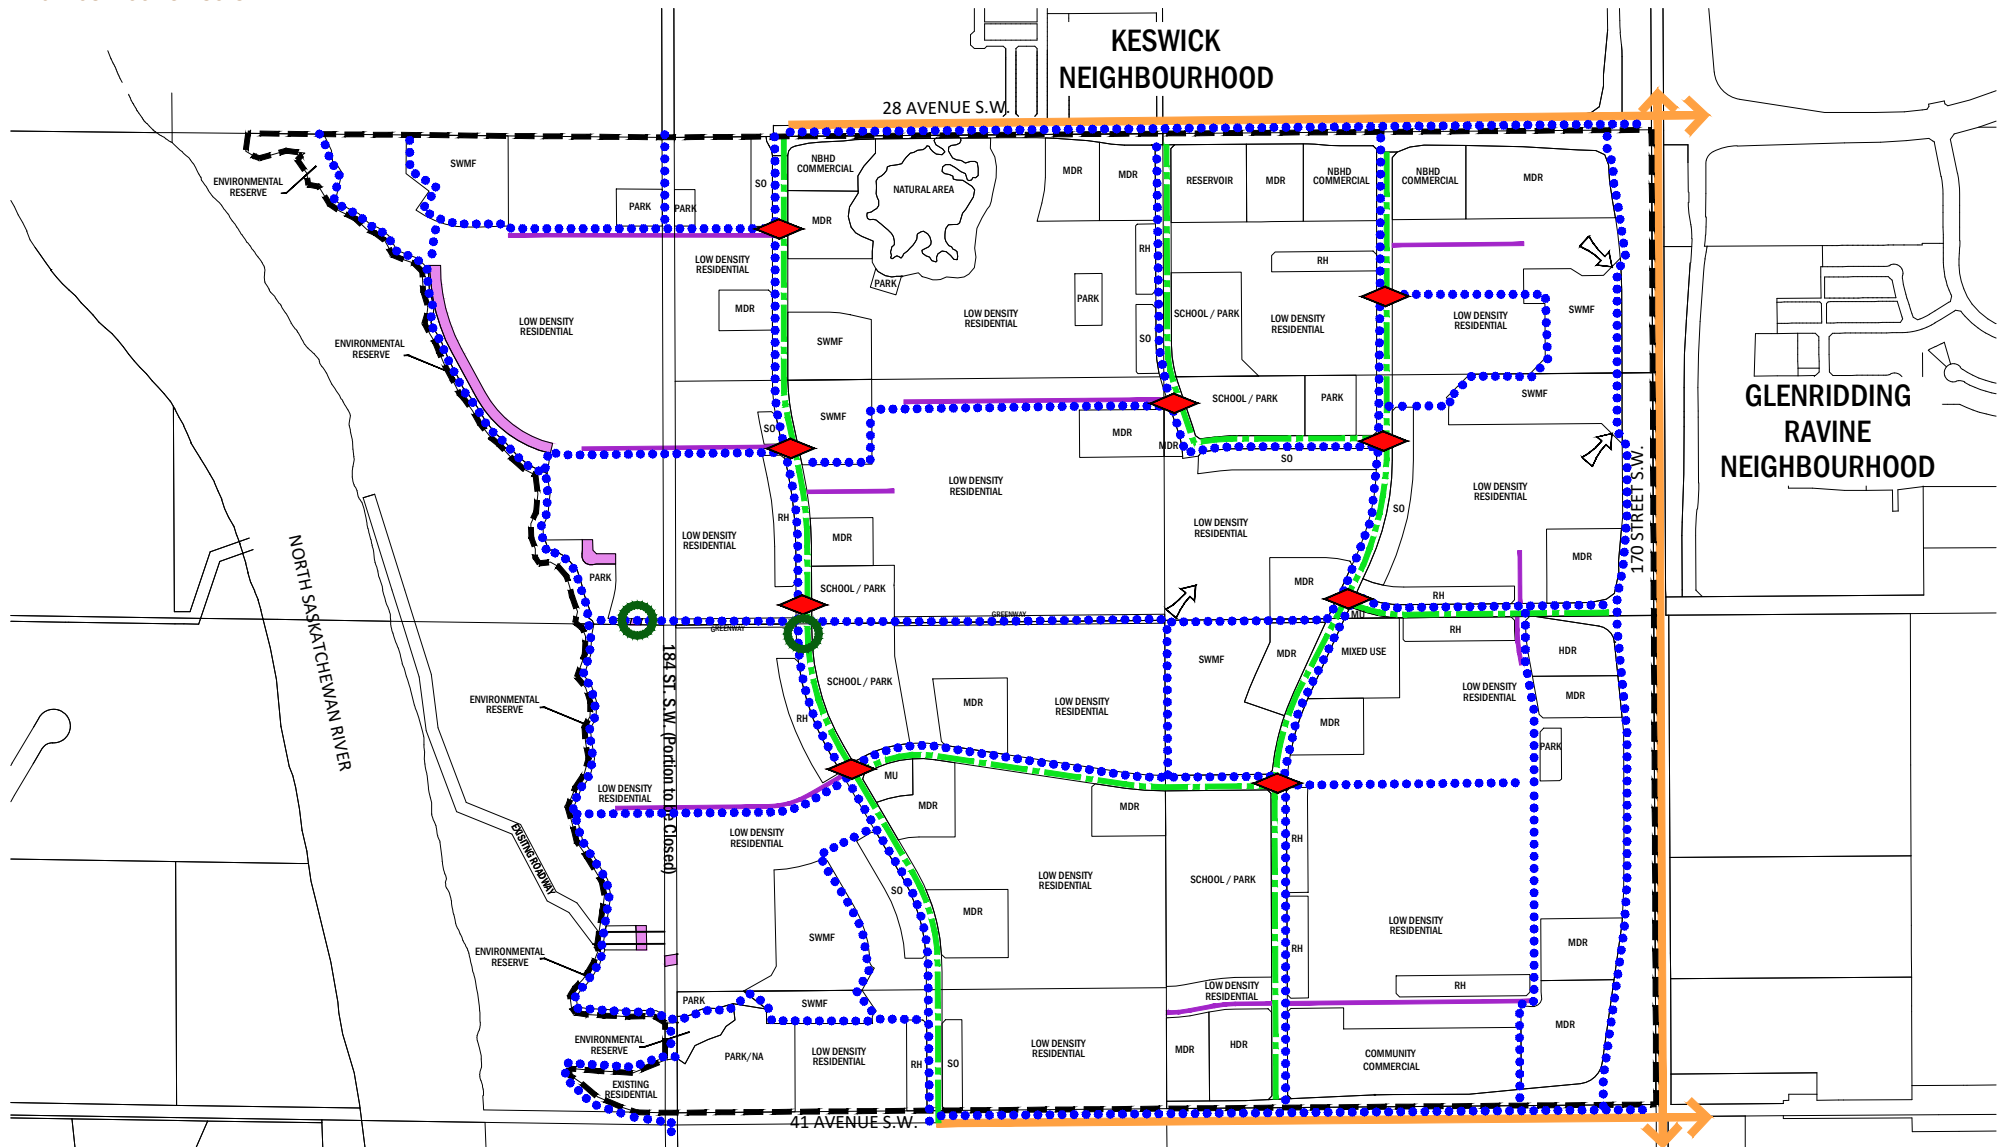 KESWICK
NEIGHBOURHOOD
28 AVENUE S.W.
ENVIRONMENTAL
RESERVE
SWMF
PARK
PARK
SO
NBHD
COMMERCIAL
MDR
NATURAL AREA
PARK
MDR
MDR
RESERVOIR
MDR
NBHD
COMMERCIAL
NBHD
COMMERCIAL
MDR
RH
RH
LOW DENSITY
RESIDENTIAL
MDR
LOW DENSITY
RESIDENTIAL
ENVIRONMENTAL
RESERVE
SWMF
LOW DENSITY
RESIDENTIAL
PARK
SO
SCHOOL / PARK
LOW DENSITY
RESIDENTIAL
LOW DENSITY
RESIDENTIAL
SWMF
SWMF
SO
SWMF
MDR
MDR
SCHOOL / PARK
PARK
SO
GLENRIDDING
RAVINE
NEIGHBOURHOOD
170 STREET S.W.
LOW DENSITY
RESIDENTIAL
LOW DENSITY
RESIDENTIAL
SO
RH
MDR
LOW DENSITY
RESIDENTIAL
LOW DENSITY
RESIDENTIAL
MDR
NORTH SASKATCHEWAN RIVER
PARK
SCHOOL / PARK
MDR
RH
MU
GREENWAY
GREENWAY
RH
184 ST. S.W. (Portion to be Closed)
SCHOOL / PARK
SWMF
MDR
MIXED USE
HDR
ENVIRONMENTAL
RESERVE
RH
MDR
LOW DENSITY
RESIDENTIAL
MDR
LOW DENSITY
RESIDENTIAL
MDR
PARK
LOW DENSITY
RESIDENTIAL
MU
MDR
MDR
EXISITNG ROADWAY
LOW DENSITY
RESIDENTIAL
RH
SO
LOW DENSITY
RESIDENTIAL
SCHOOL / PARK
MDR
SWMF
RH
LOW DENSITY
RESIDENTIAL
MDR
ENVIRONMENTAL
RESERVE
LOW DENSITY
RESIDENTIAL
RH
PARK
SWMF
MDR
ENVIRONMENTAL
RESERVE
PARK/NA
LOW DENSITY
RESIDENTIAL
RH
SO
LOW DENSITY
RESIDENTIAL
MDR
HDR
COMMUNITY
COMMERCIAL
EXISTING
RESIDENTIAL
41 AVENUE S.W.